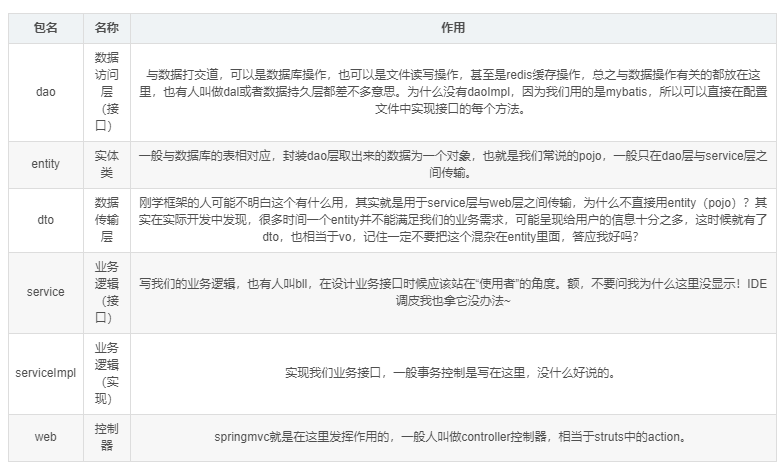 包名 名称 作用
数据
访问
层
（接
口）
dao
与数据打交道，可以是数据库操作，也可以是文件读写操作，甚至是redis缓存操作，总之与数据操作有关的都放在这
里，也有人叫做dal或者数据持久层都差不多意思。为什么没有daoImpl，因为我们用的是mybatis，所以可以直接在配置
文件中实现接口的每个方法。
entity
实体
类
一般与数据库的表相对应，封装dao层取出来的数据为一个对象，也就是我们常说的pojo，一般只在dao层与service层之
间传输。
dto
数据
传输
层
刚学框架的人可能不明白这个有什么用，其实就是用于service层与web层之间传输，为什么不直接用entity（pojo）？其
实在实际开发中发现，很多时间一个entity并不能满足我们的业务需求，可能呈现给用户的信息十分之多，这时候就有了
dto，也相当于vo，记住一定不要把这个混杂在entity里面，答应我好吗？
service
业务
逻辑
（接
口）
写我们的业务逻辑，也有人叫bll，在设计业务接口时候应该站在“使用者”的角度。额，不要问我为什么这里没显示！IDE
调皮我也拿它没办法~
serviceImpl
业务
逻辑
（实
现）
实现我们业务接口，一般事务控制是写在这里，没什么好说的。
web
控制
器
springmvc就是在这里发挥作用的，一般人叫做controller控制器，相当于struts中的action。